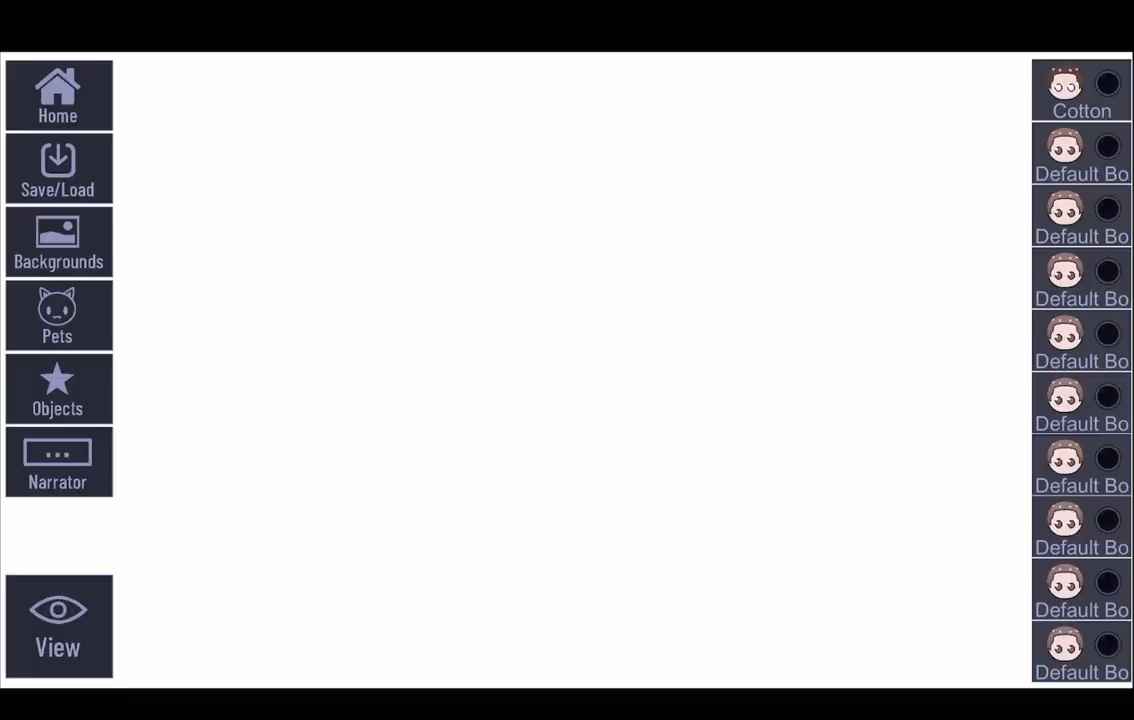 Home
Save/Load
Backgrounds
Pets
Objects
...
Narrator
View
Cotton
Default Bo
Default Bo
Default Bo
Default Bo
Default Bo
Default Bo
Default Bo
Default Bo
Default Bo